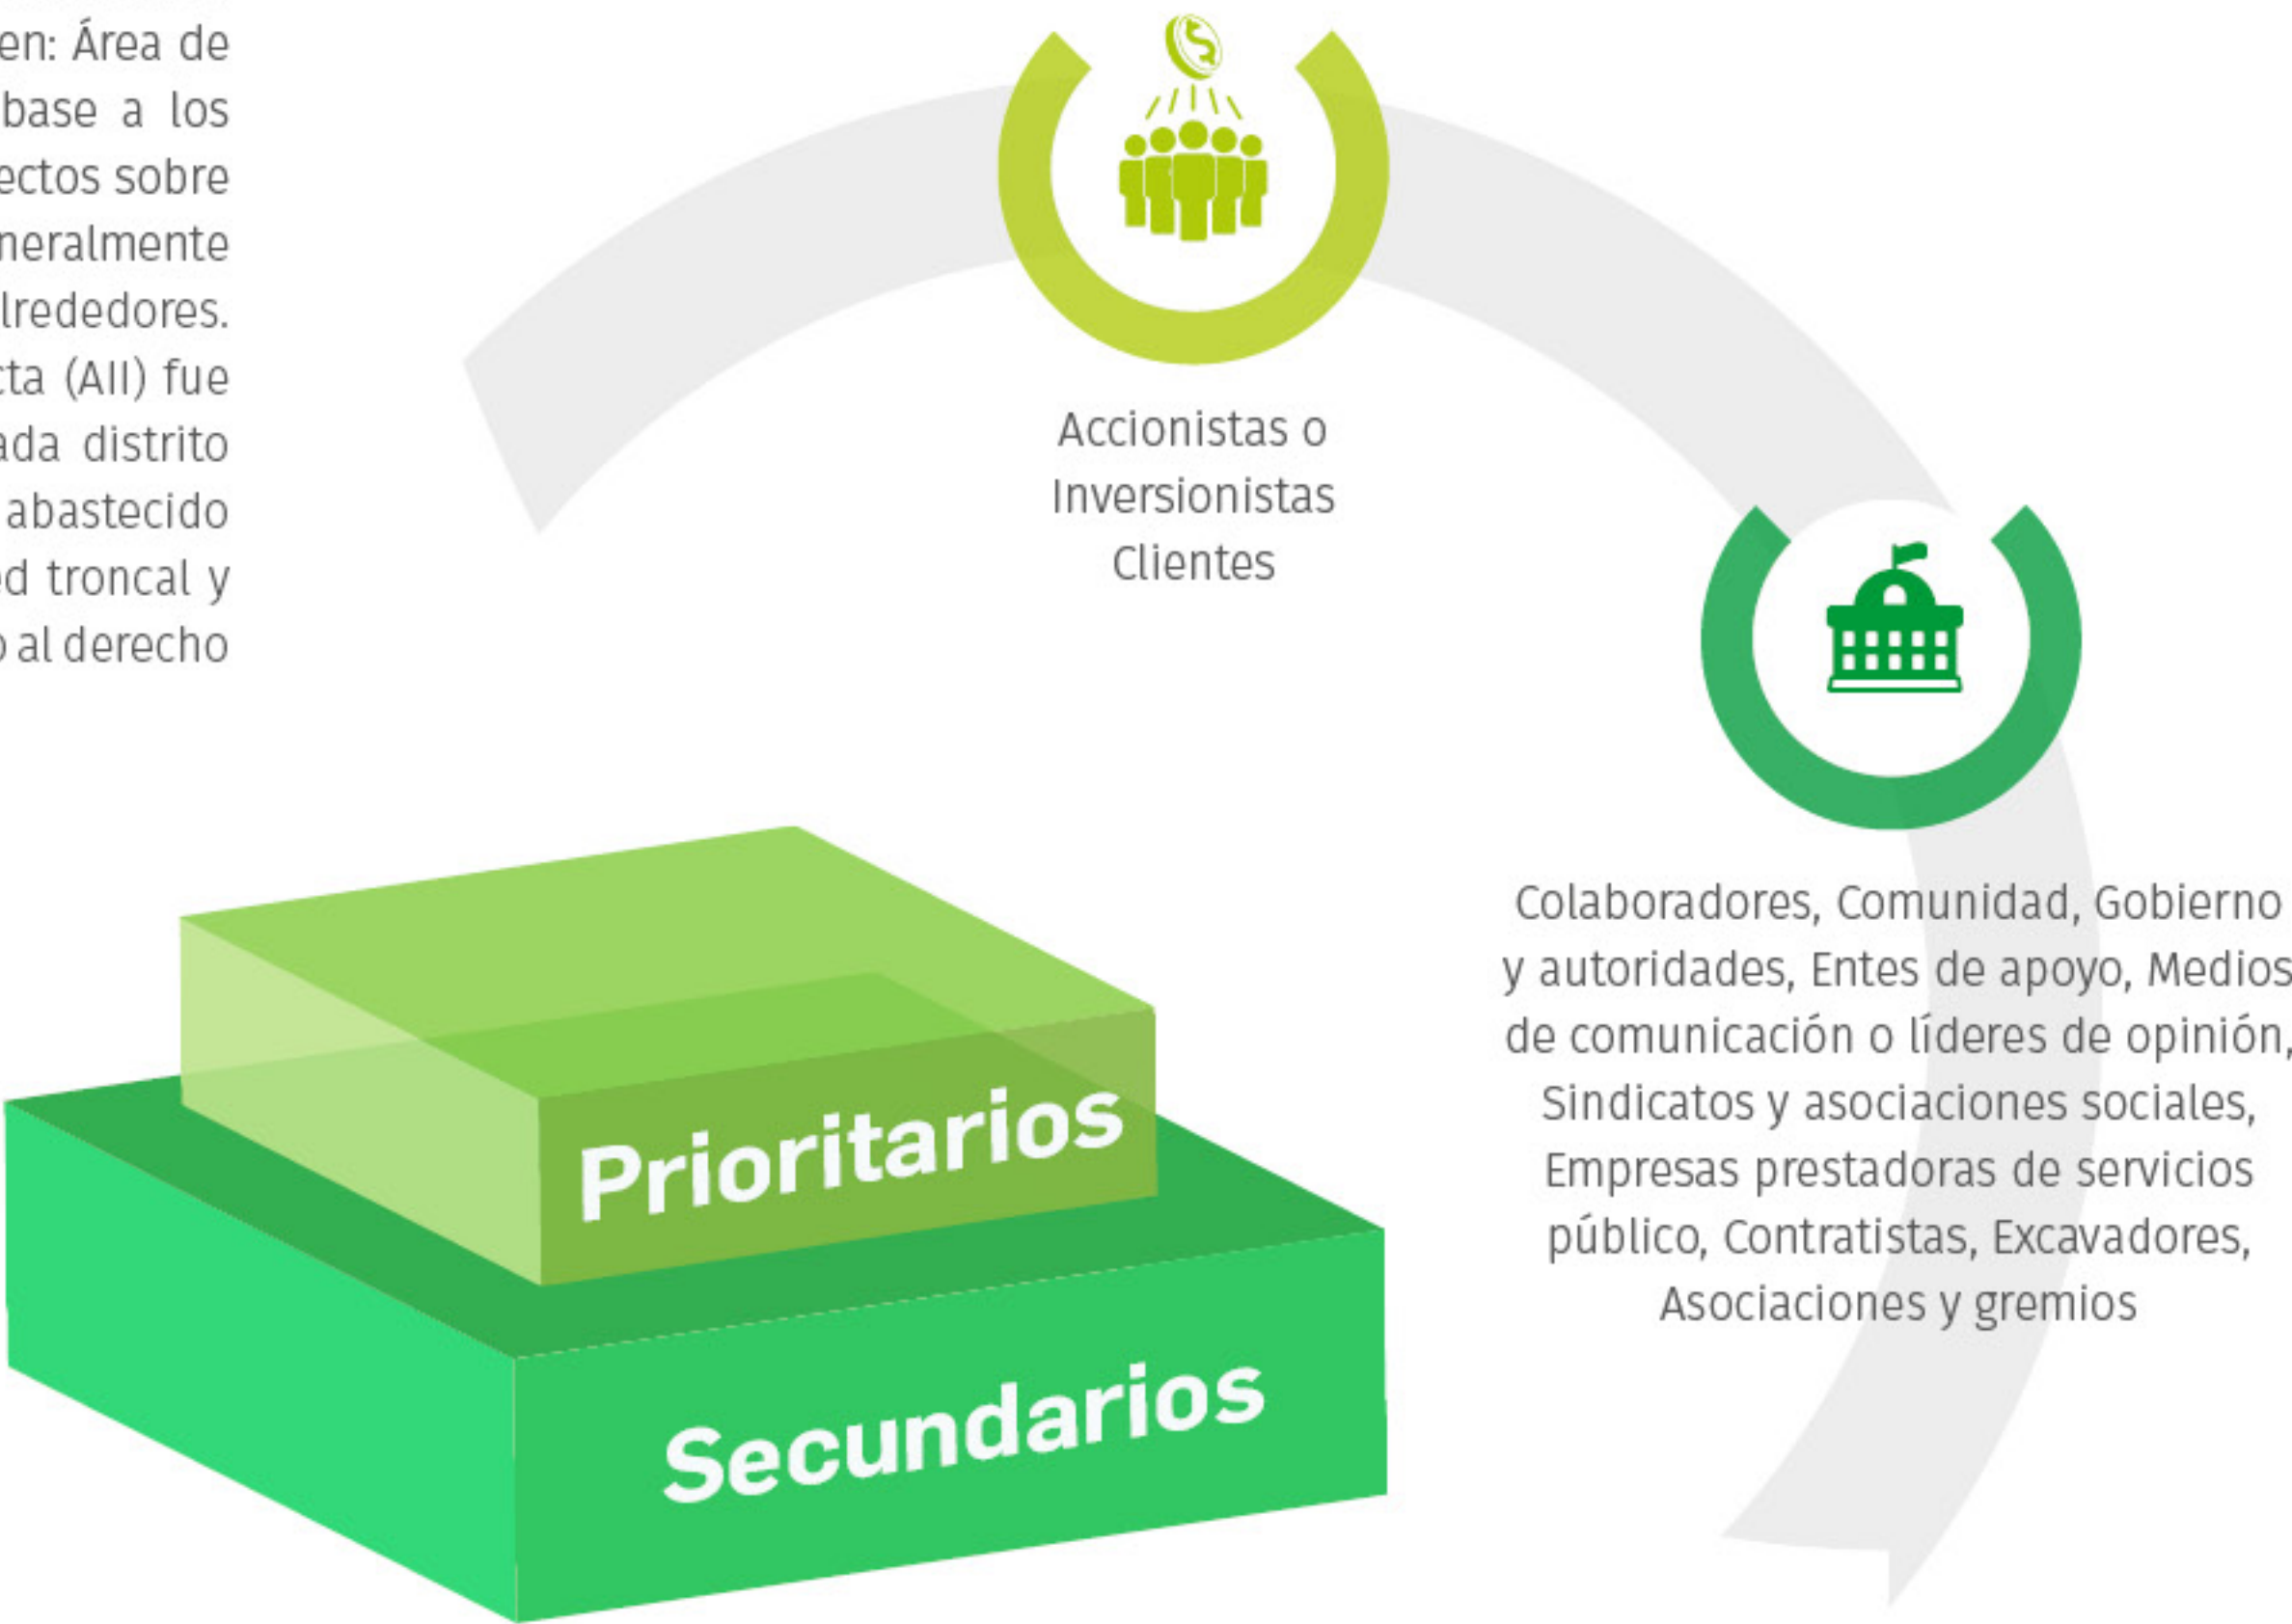 en: Área de
base a los
ectos sobre
neralmente
lrededores.
cta (AII) fue
ada distrito
abastecido
ed troncal y
o al derecho
Accionistas o
Inversionistas
Clientes
Colaboradores, Comunidad, Gobierno
y autoridades, Entes de apoyo, Medios
de comunicación o líderes de opinión,
Sindicatos y asociaciones sociales,
Empresas prestadoras de servicios
público, Contratistas, Excavadores,
Asociaciones y gremios
Prioritarios
Secundarios